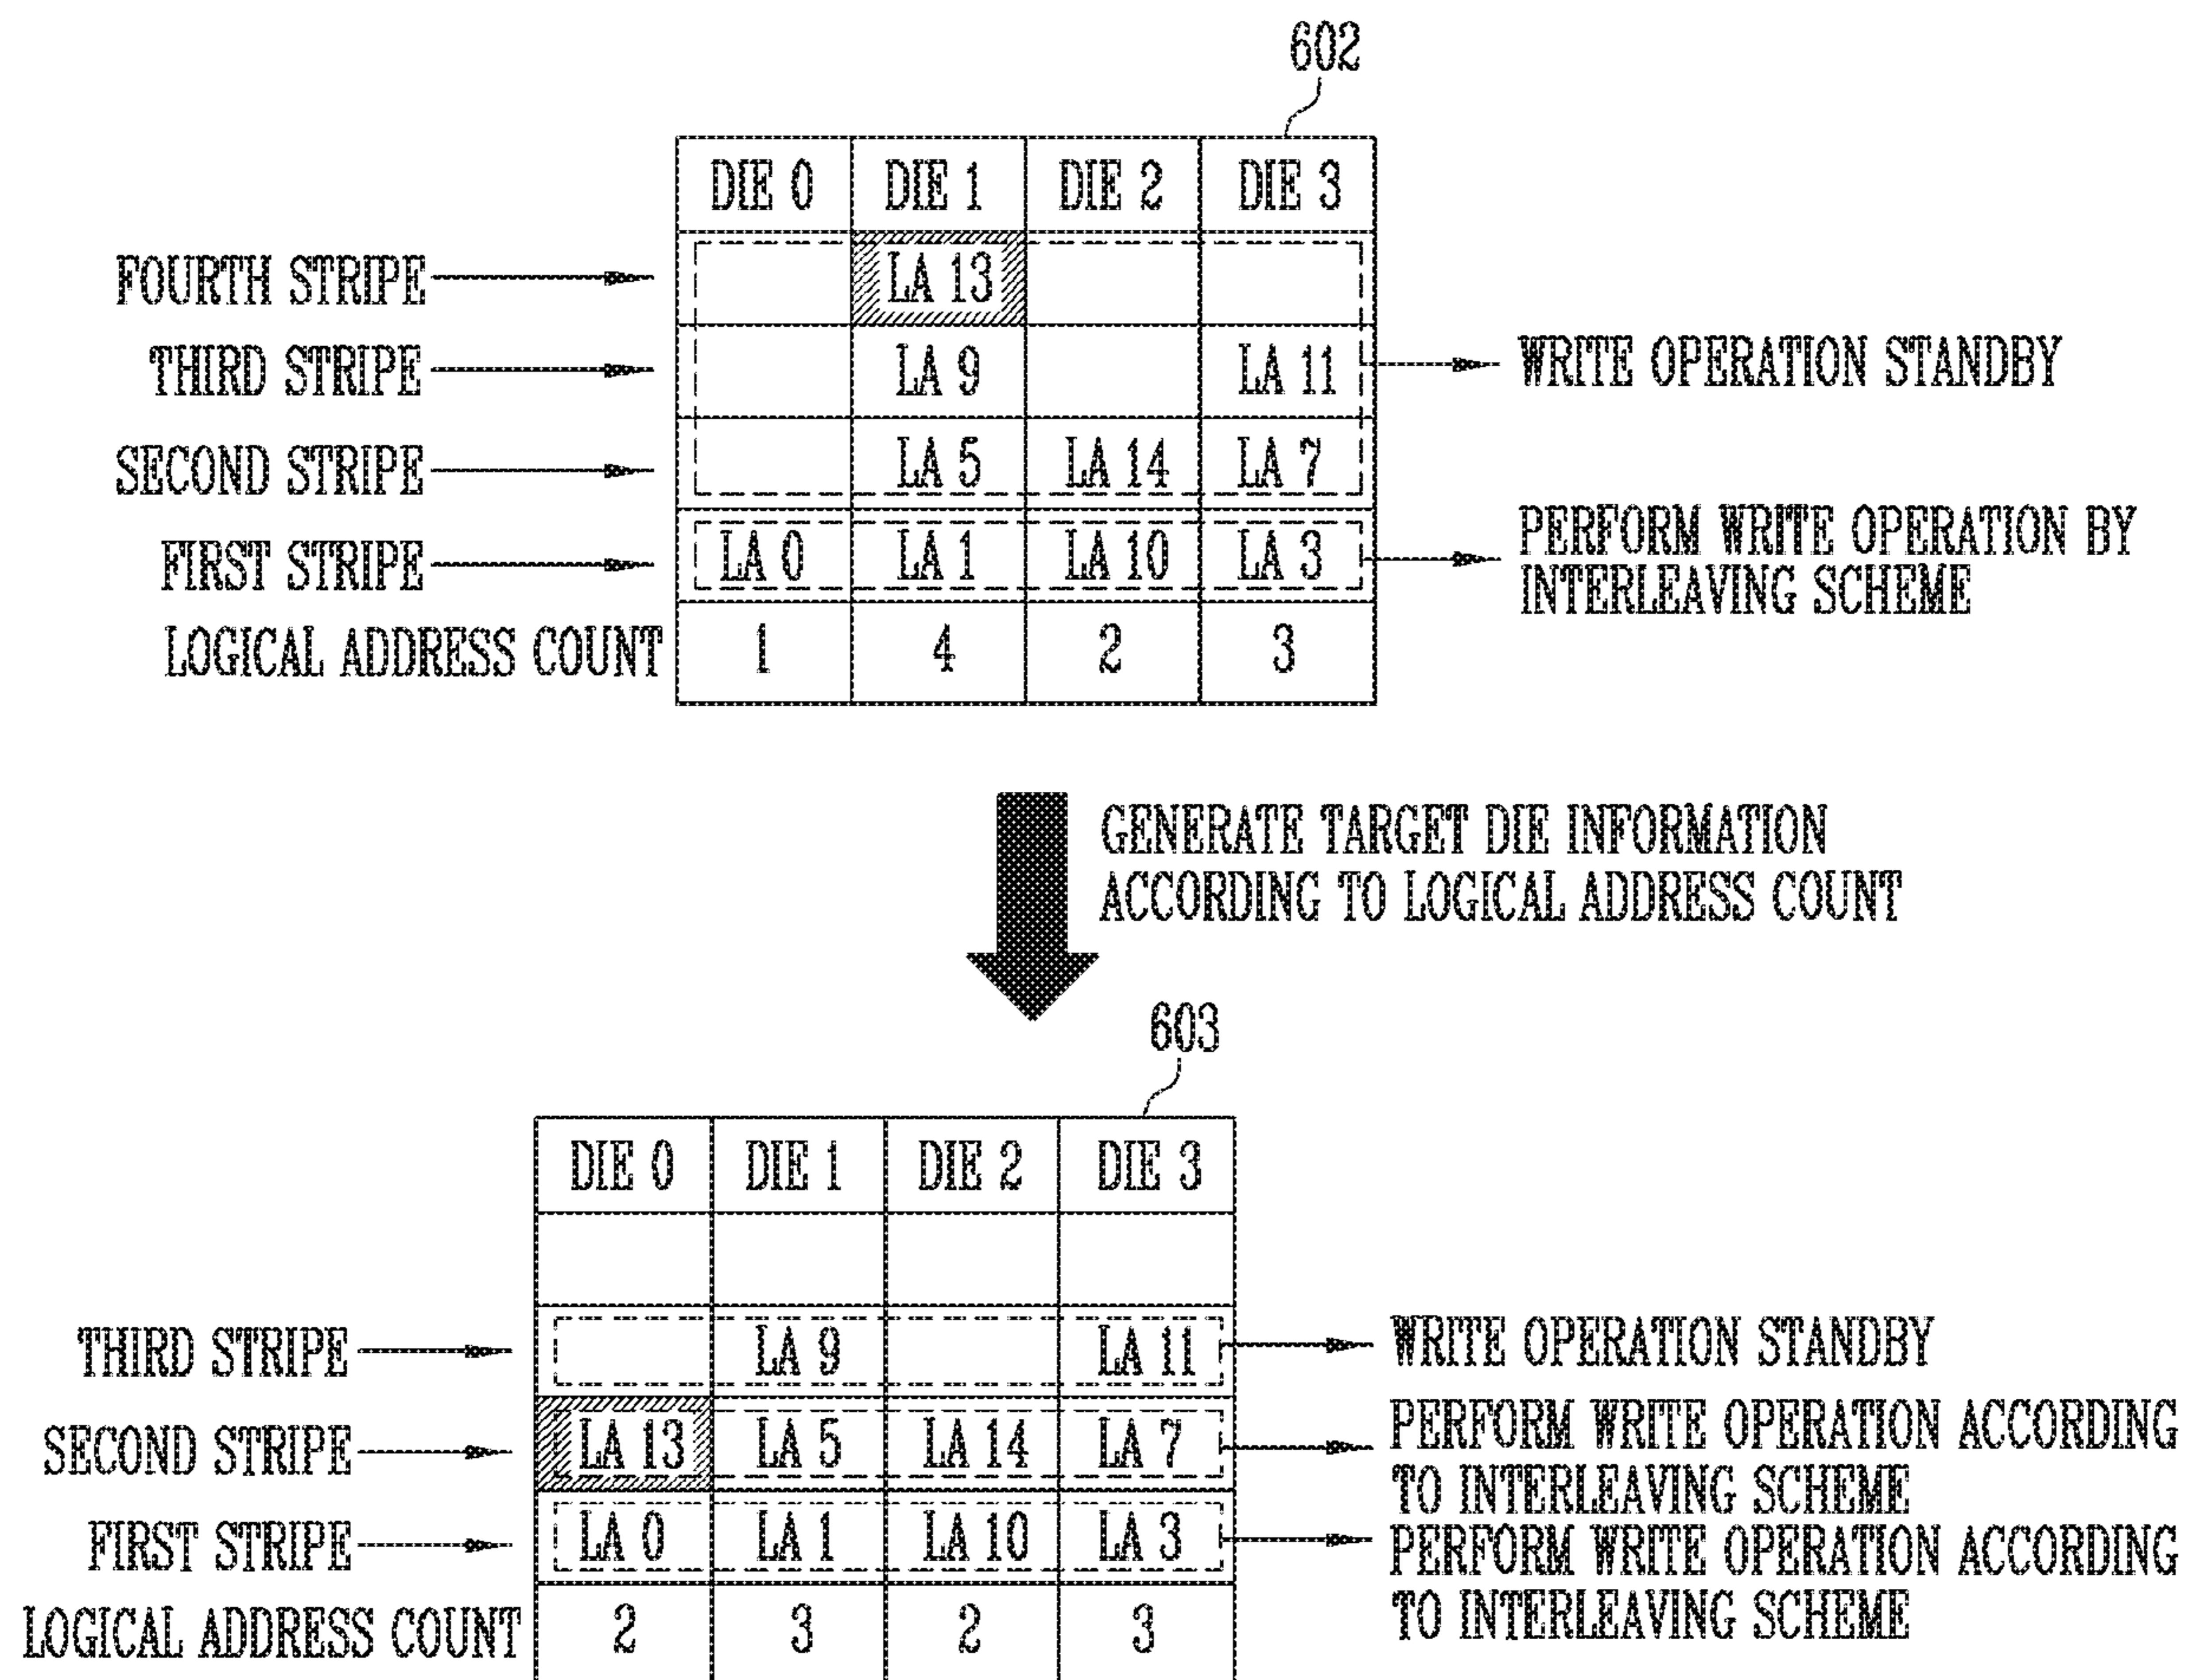 602
DIE 0 DIE 1 DIE 2 DIE 3
FOURTH STRIPE LA 13
THIRD STRIPE LA 9 LA 11 WRITE OPERATION STANDBY
SECOND STRIPE LA 5 LA 14 LA 7
FIRST STRIPE LA 0 LA 1 LA 10 LA 3 PERFORM WRITE OPERATION BY
INTERLEAVING SCHEME
LOGICAL ADDRESS COUNT 1 4 2 3
GENERATE TARGET DIE INFORMATION
ACCORDING TO LOGICAL ADDRESS COUNT
603
DIE 0 DIE 1 DIE 2 DIE 3
THIRD STRIPE LA 9 LA 11 WRITE OPERATION STANDBY
SECOND STRIPE LA 13 LA 5 LA 14 LA 7 PERFORM WRITE OPERATION ACCORDING
TO INTERLEAVING SCHEME
FIRST STRIPE LA 0 LA 1 LA 10 LA 3 PERFORM WRITE OPERATION ACCORDING
TO INTERLEAVING SCHEME
LOGICAL ADDRESS COUNT 2 3 2 3